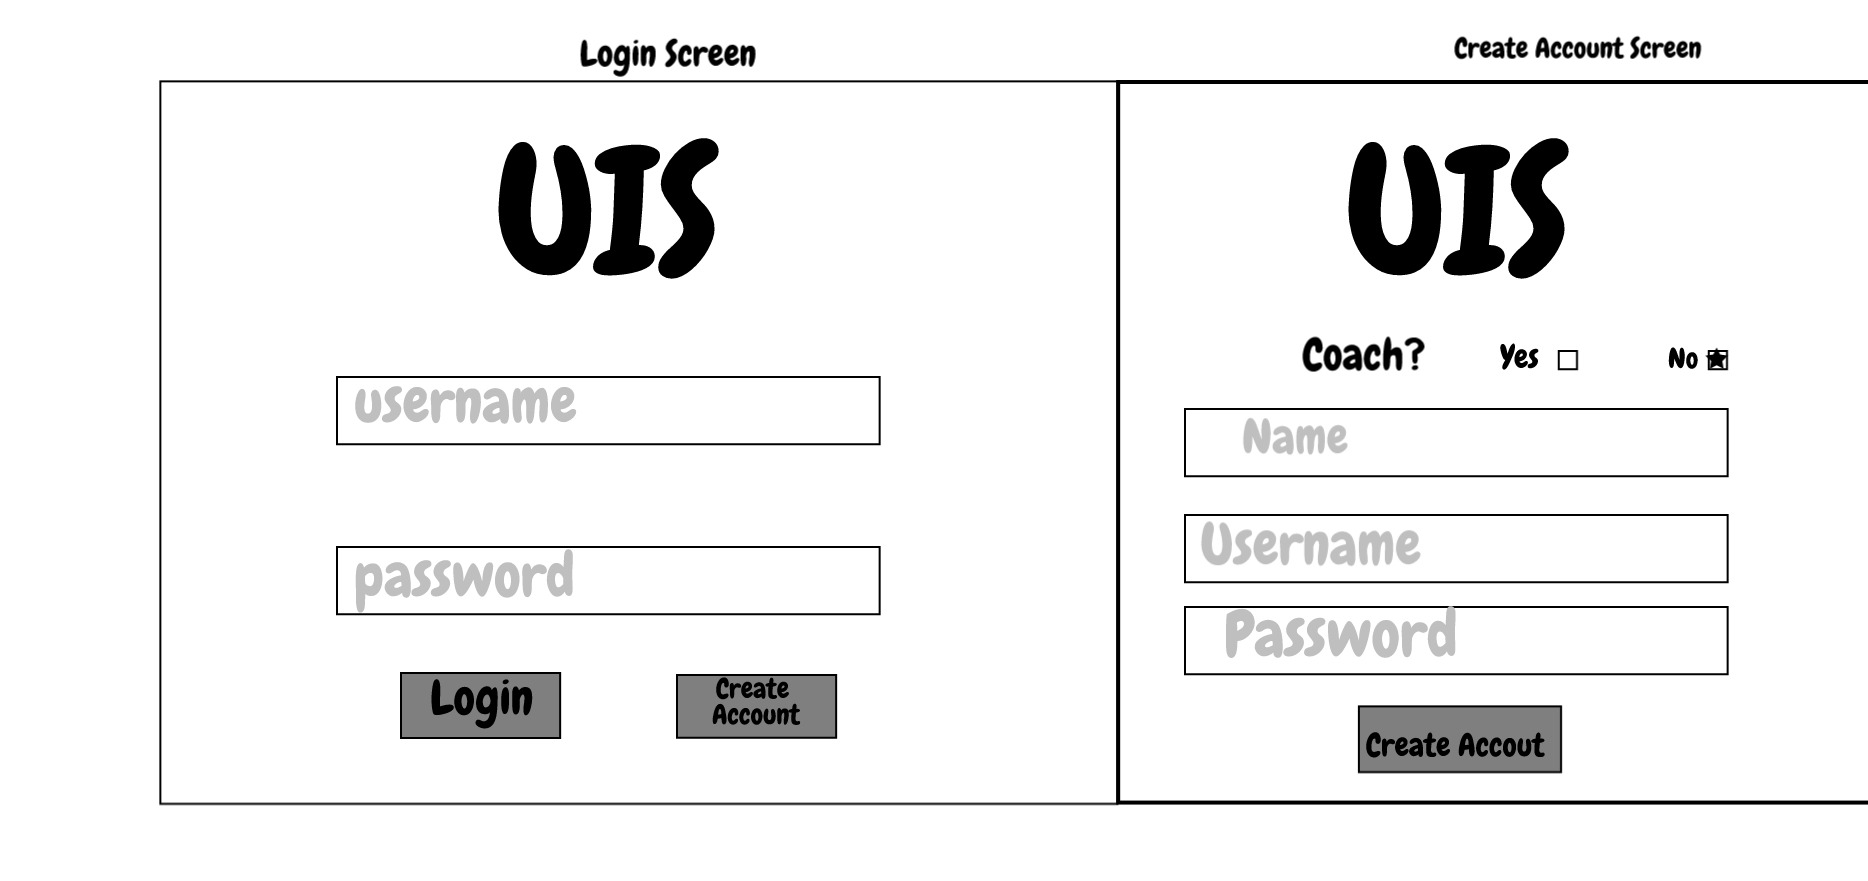 Login Screen
UIS
username
password
Login
Create
Account
Create Account Screen
UIS
Coach? Yes No
Name
Username
Password
Create Accout